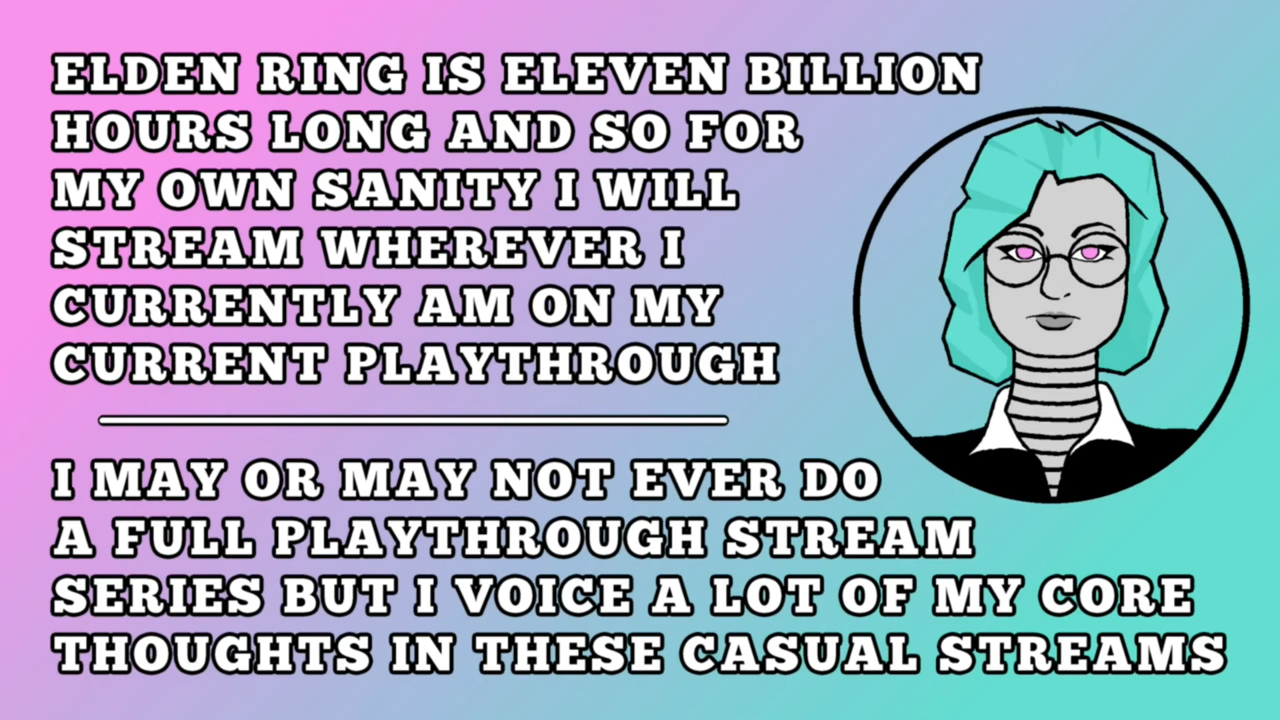 ELDEN RING IS ELEVEN BILLION
HOURS LONG AND SO FOR
MY OWN SANITY I WILL
STREAM WHEREVER I
CURRENTLY AM ON MY
CURRENT PLAYTHROUGH
I MAY OR MAY NOT EVER DO
A FULL PLAYTHROUGH STREAM
SERIES BUT I VOICE A LOT OF MY CORE
THOUGHTS IN THESE CASUAL STREAMS